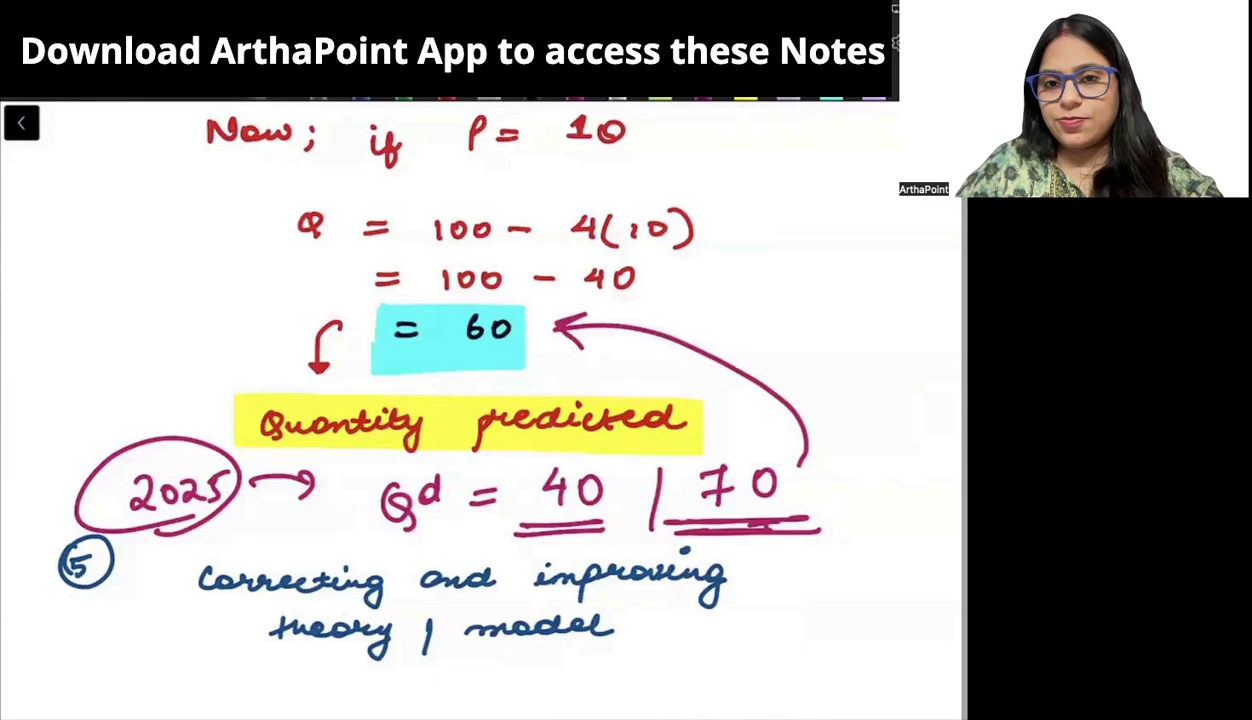 Download ArthaPoint App to access these Notes
ArthaPoint
Now; if P = 10
Q = 100 - 4(10)
= 100 - 40
= 60
Quantity predicted
2025 → Qd = 40 | 70
5 Correcting and improving
theory / model